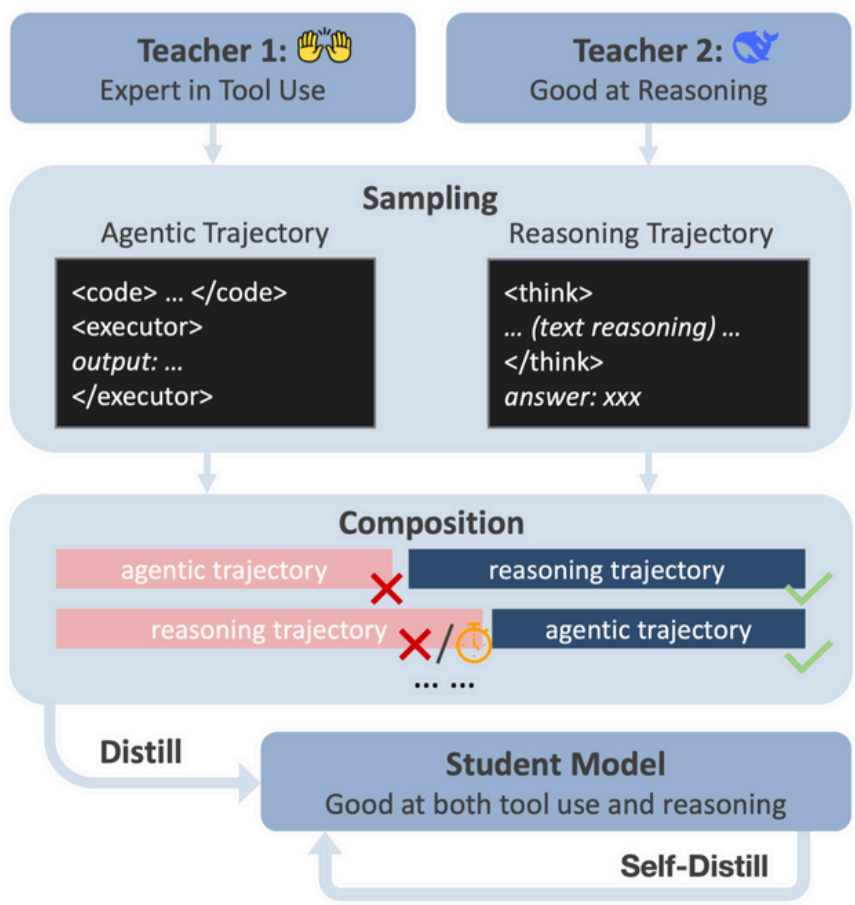 Teacher 1:
Expert in Tool Use
Teacher 2:
Good at Reasoning
Sampling
Agentic Trajectory
<code> ... </code>
<executor>
output: ...
</executor>
Reasoning Trajectory
<think>
... (text reasoning) ...
</think>
answer: xxx
Composition
agentic trajectory
reasoning trajectory
reasoning trajectory
/
agentic trajectory
... ...
Distill
Student Model
Good at both tool use and reasoning
Self-Distill